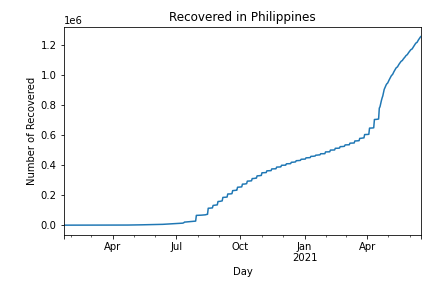 Recovered in Philippines
1e6
1.2
1.0
0.8
0.6
0.4
0.2
0.0
Number of Recovered
Apr
Jul
Oct
Jan
2021
Apr
Day